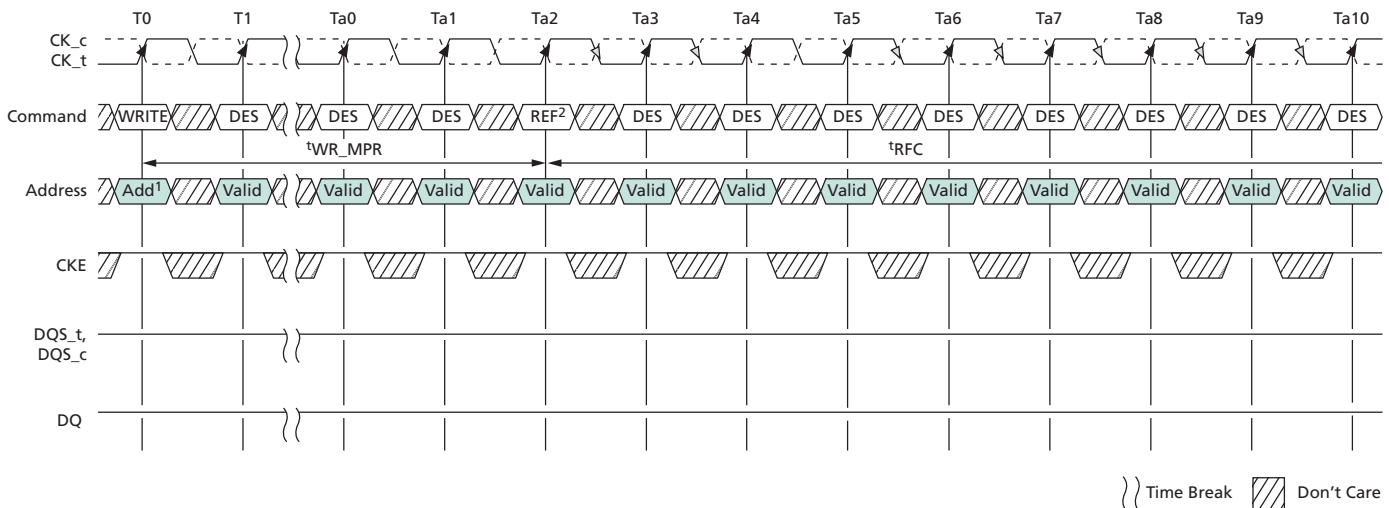 T0 T1 Ta0 Ta1 Ta2 Ta3 Ta4 Ta5 Ta6 Ta7 Ta8 Ta9 Ta10
CK_c
CK_t
Command WRITE DES DES DES REF2 DES DES DES DES DES DES DES DES
tWR_MPR tRFC
Address Add1 Valid Valid Valid Valid Valid Valid Valid Valid Valid Valid Valid Valid
CKE
DQS_t,
DQS_c
DQ
Time Break Don't Care